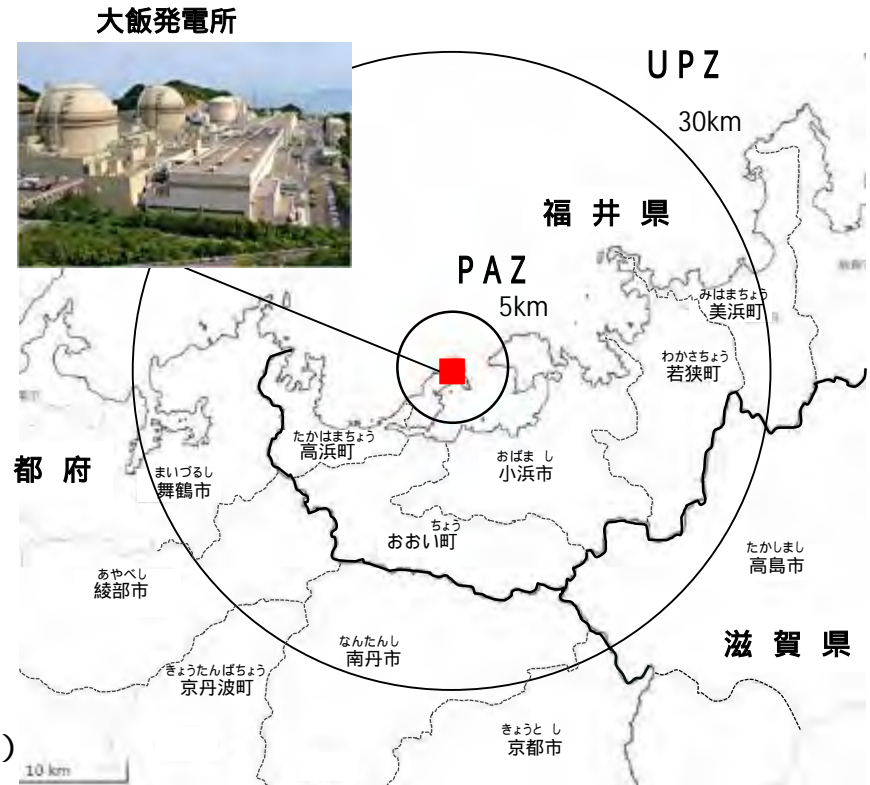 大飯発電所
UPZ
30km
福井県
PAZ
5km
みはまちょう
美浜町
わかさちょう
若狭町
たかはまちょう
高浜町
おばまし
小浜市
都府
まいづるし
舞鶴市
ちょう
おおい町
たかしまし
高島市
あやべし
綾部市
なんたんし
南丹市
滋賀県
きょうたんばちょう
京丹波町
きょうとし
京都市
)
10 km